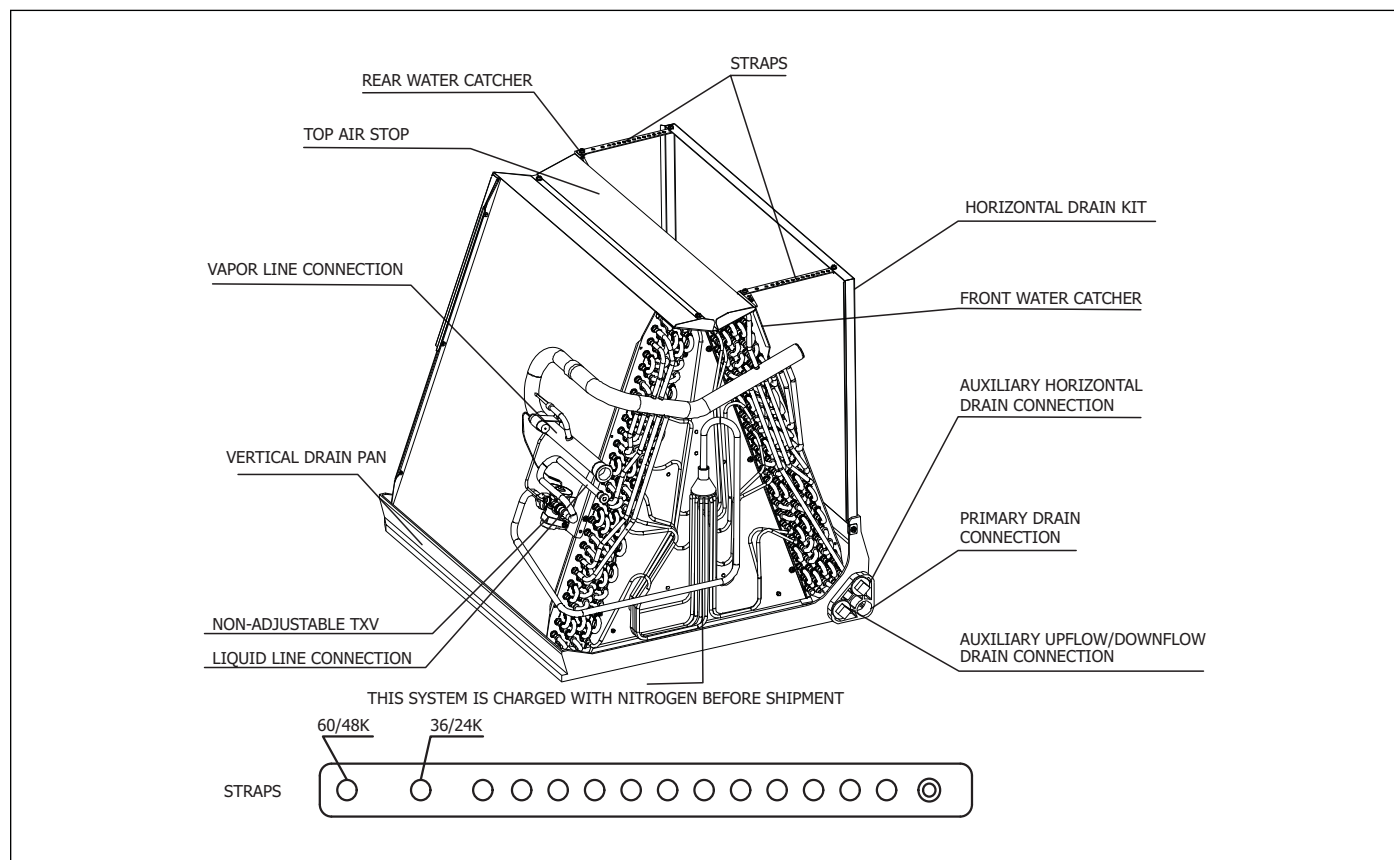 STRAPS
REAR WATER CATCHER
TOP AIR STOP
HORIZONTAL DRAIN KIT
VAPOR LINE CONNECTION
FRONT WATER CATCHER
AUXILIARY HORIZONTAL
DRAIN CONNECTION
VERTICAL DRAIN PAN
PRIMARY DRAIN
CONNECTION
NON-ADJUSTABLE TXV
LIQUID LINE CONNECTION
AUXILIARY UPFLOW/DOWNFLOW
DRAIN CONNECTION
THIS SYSTEM IS CHARGED WITH NITROGEN BEFORE SHIPMENT
60/48K
36/24K
STRAPS